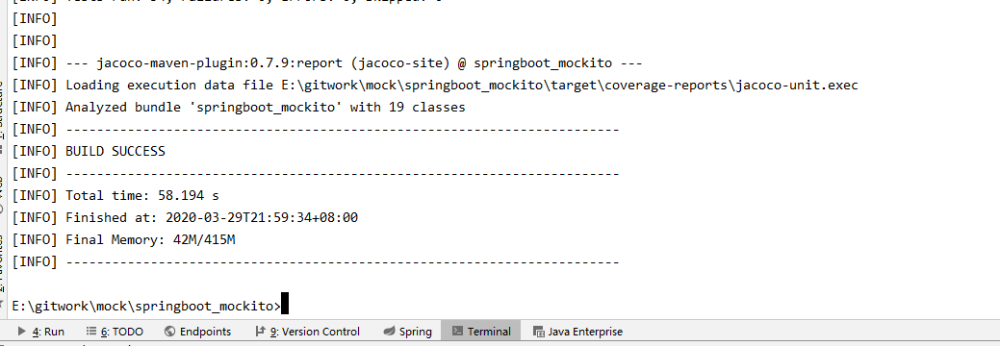 [INFO]
[INFO]
[INFO] --- jacoco-maven-plugin:0.7.9:report (jacoco-site) @ springboot_mockito ---
[INFO] Loading execution data file E:\gitwork\mock\springboot_mockito\target\coverage-reports\jacoco-unit.exec
[INFO] Analyzed bundle 'springboot_mockito' with 19 classes
[INFO] ------------------------------------------------------------------------
[INFO] BUILD SUCCESS
[INFO] ------------------------------------------------------------------------
[INFO] Total time: 58.194 s
[INFO] Finished at: 2020-03-29T21:59:34+08:00
[INFO] Final Memory: 42M/415M
[INFO] ------------------------------------------------------------------------
E:\gitwork\mock\springboot_mockito>
4: Run 6: TODO Endpoints 9: Version Control Spring Terminal Java Enterprise